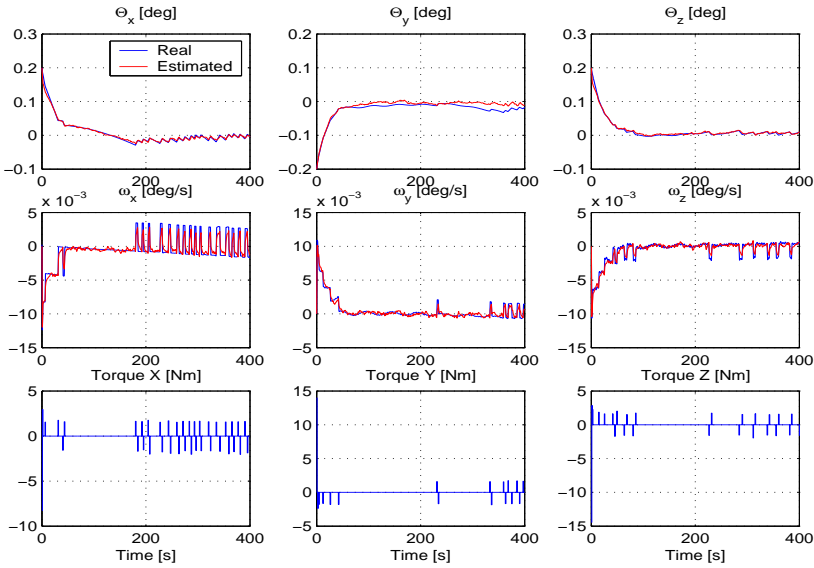 Θx [deg]
Θy [deg]
Θz [deg]
0.3
0.2
0.1
0
−0.1
0 200 400
Real
Estimated
0.2
0.1
0
−0.1
−0.2
0 200 400
0.3
0.2
0.1
0
−0.1
0 200 400
x 10−3 ωx [deg/s]
x 10−3 ωy [deg/s]
x 10−3 ωz [deg/s]
5
0
−5
−10
−15
0 200 400
15
10
5
0
−5
0 200 400
5
0
−5
−10
−15
0 200 400
Torque X [Nm]
Torque Y [Nm]
Torque Z [Nm]
5
0
−5
−10
0 200 400
15
10
5
0
−5
0 200 400
5
0
−5
−10
−15
0 200 400
Time [s]
Time [s]
Time [s]